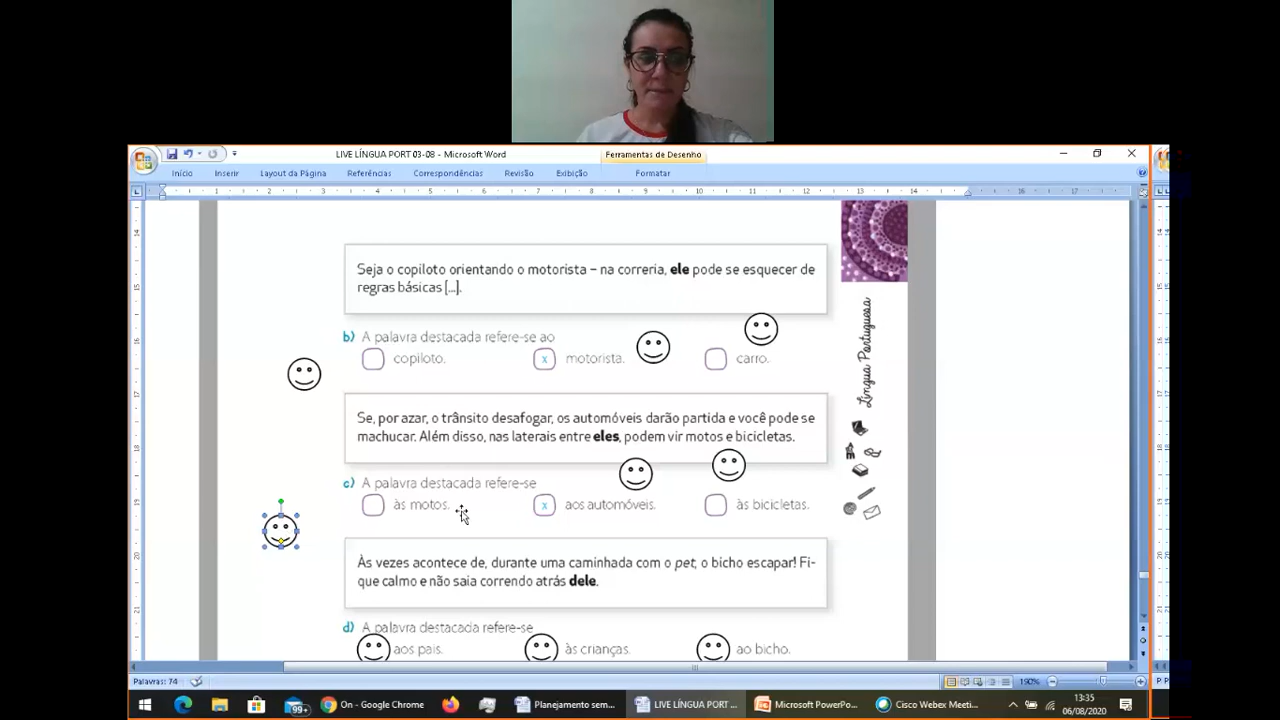 LIVE LÍNGUA PORT 03-08 - Microsoft Word
Ferramentas de Desenho
Início Inserir Layout da Página Referências Correspondências Revisão Exibição Formatar
Seja o copiloto orientando o motorista – na correria, ele pode se esquecer de
regras básicas [...].
b) A palavra destacada refere-se ao
copiloto. x motorista. carro.
Se, por azar, o trânsito desafogar, os automóveis darão partida e você pode se
machucar. Além disso, nas laterais entre eles, podem vir motos e bicicletas.
c) A palavra destacada refere-se
às motos. x aos automóveis. às bicicletas.
Às vezes acontece de, durante uma caminhada com o pet, o bicho escapar! Fi-
que calmo e não saia correndo atrás dele.
d) A palavra destacada refere-se
aos pais. às crianças. ao bicho.
Língua Portuguesa
Palavras: 74
190%
99+ On - Google Chrome Planejamento sem... LIVE LÍNGUA PORT ... Microsoft PowerPo... Cisco Webex Meeti...
13:35
06/08/2020